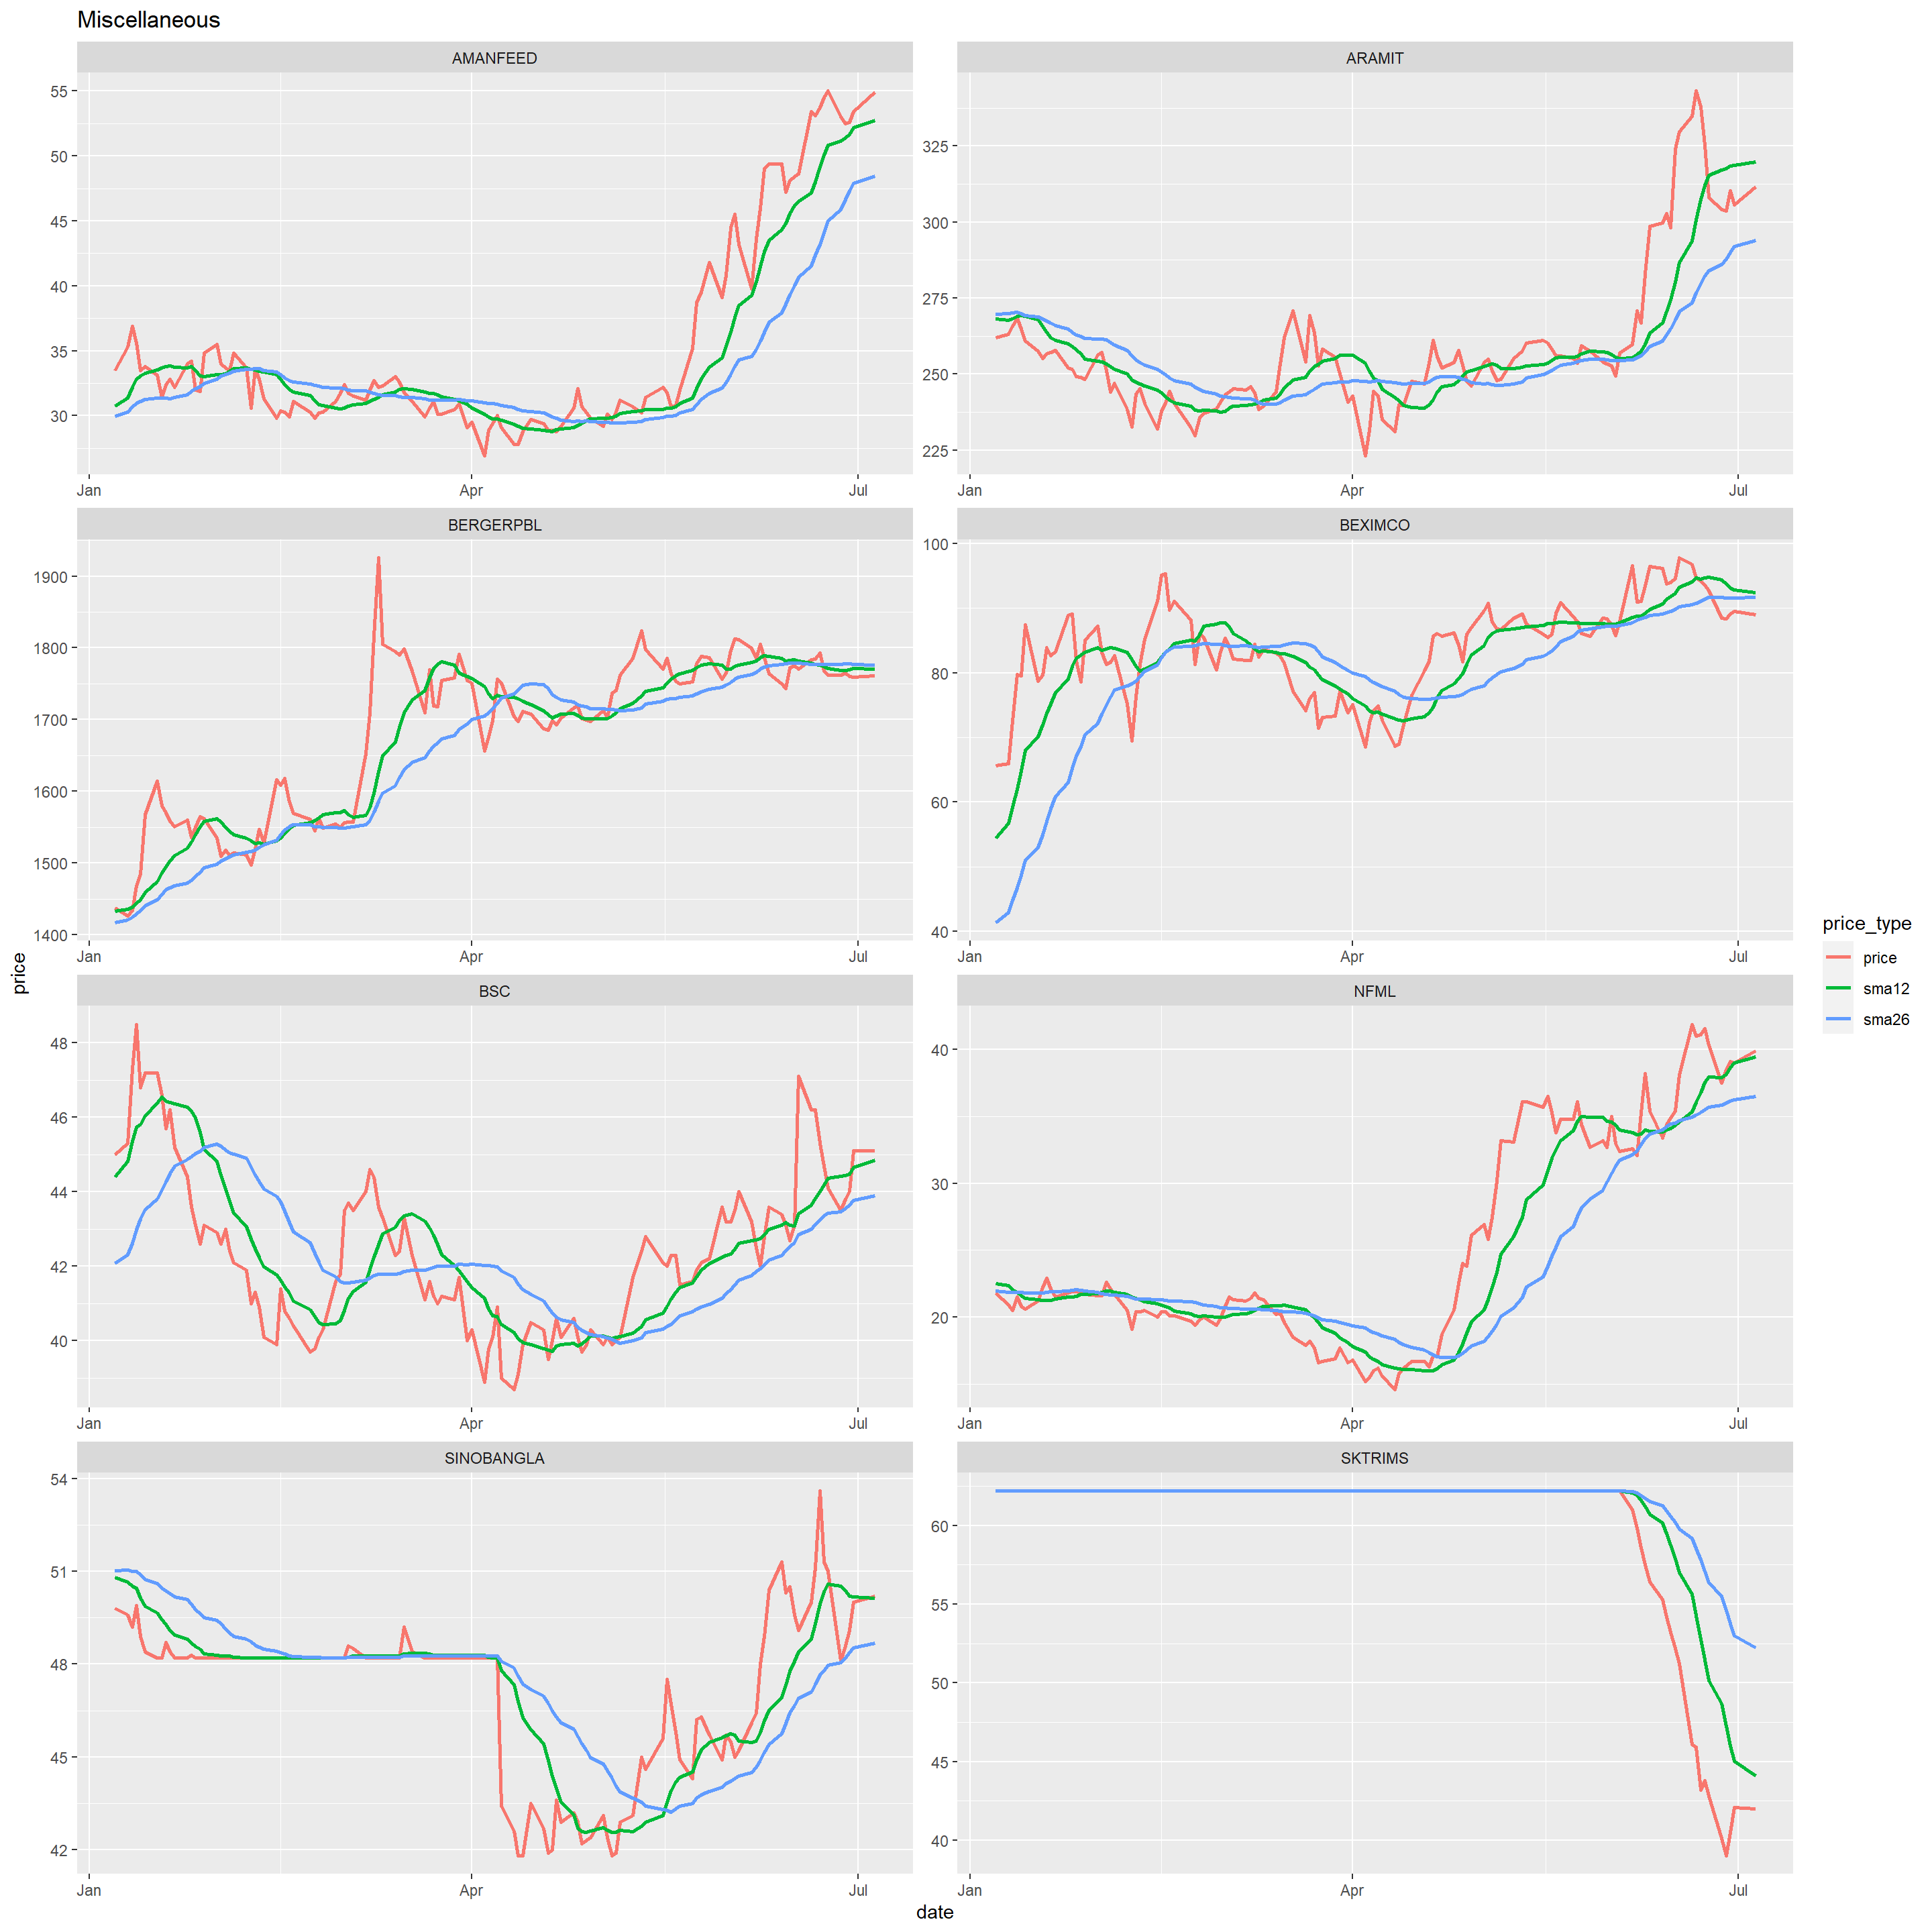 Miscellaneous
AMANFEED
ARAMIT
55
50
45
40
35
30
325
300
275
250
225
Jan Apr Jul
Jan Apr Jul
BERGERPBL
BEXIMCO
1900
1800
1700
1600
1500
1400
100
80
60
40
Jan Apr Jul
Jan Apr Jul
price
price_type
price
sma12
sma26
BSC
NFML
48
46
44
42
40
40
30
20
Jan Apr Jul
Jan Apr Jul
SINOBANGLA
SKTRIMS
54
51
48
45
42
60
55
50
45
40
Jan Apr Jul
Jan Apr Jul
date